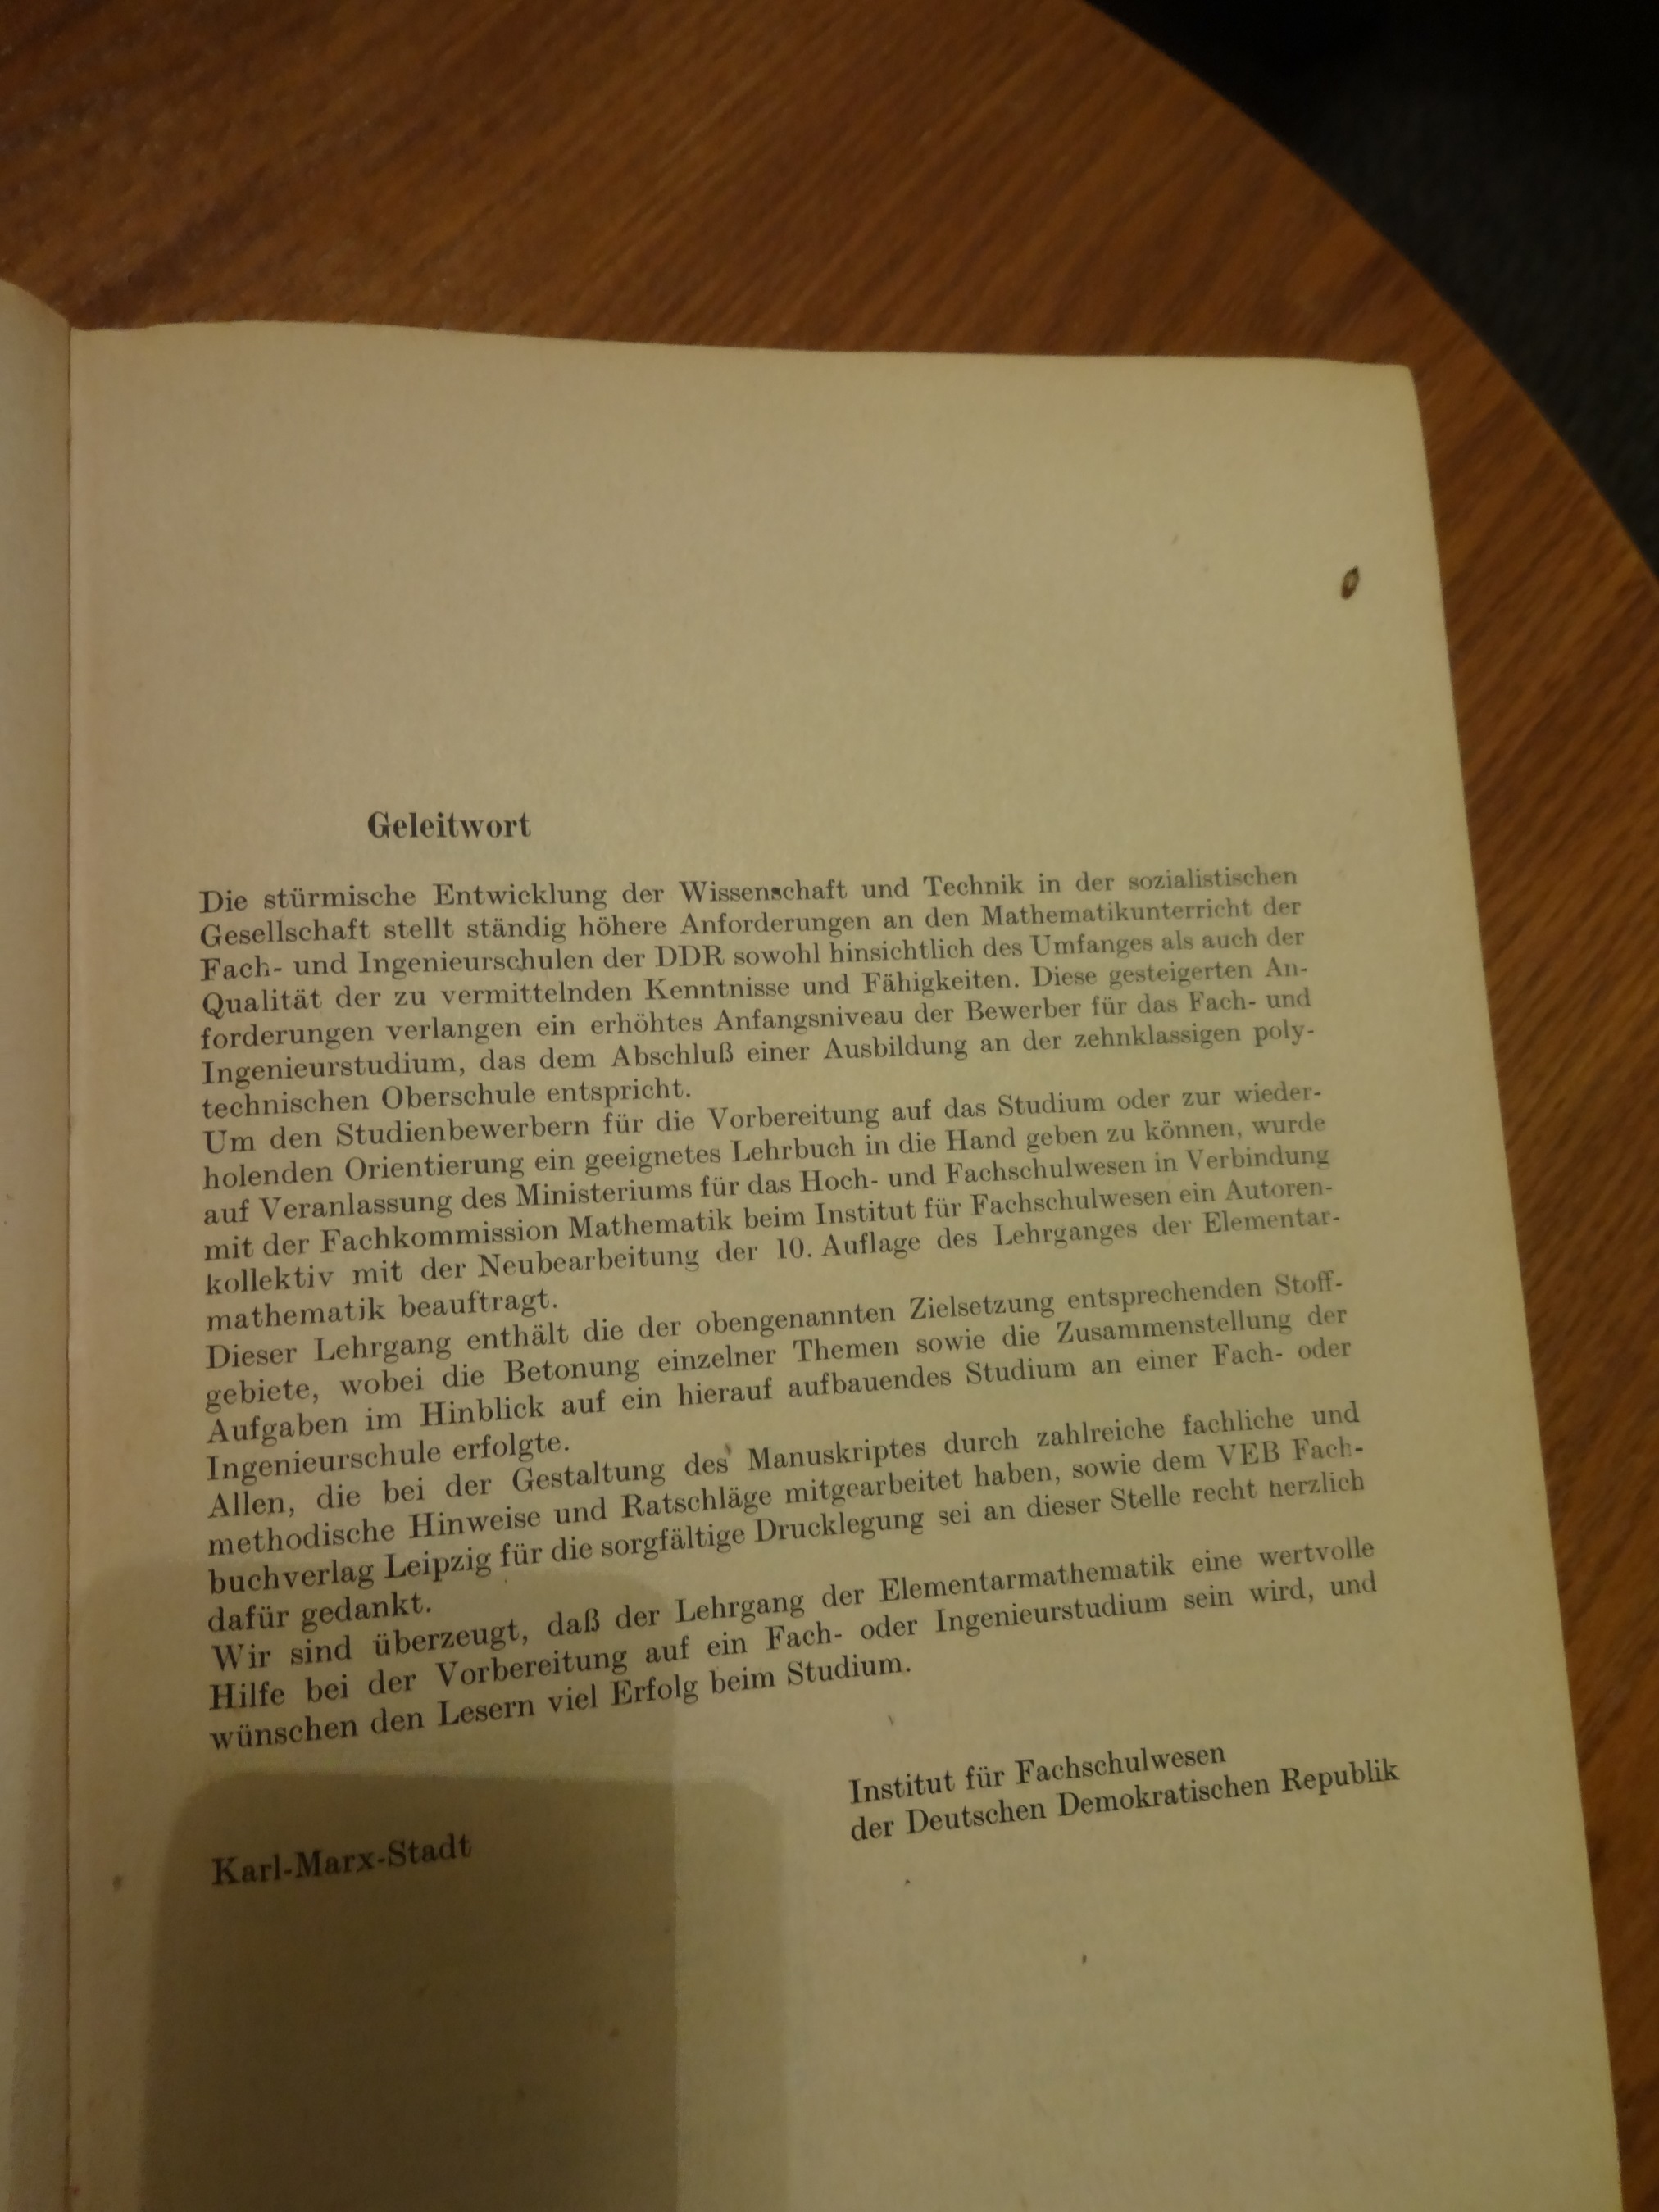 Geleitwort
Die stürmische Entwicklung der Wissenschaft und Technik in der sozialistischen
Gesellschaft stellt ständig höhere Anforderungen an den Mathematikunterricht der
Fach- und Ingenieurschulen der DDR sowohl hinsichtlich des Umfanges als auch der
Qualität der zu vermittelnden Kenntnisse und Fähigkeiten. Diese gesteigerten An-
forderungen verlangen ein erhöhtes Anfangsniveau der Bewerber für das Fach- und
Ingenieurstudium, das dem Abschluß einer Ausbildung an der zehnklassigen poly-
technischen Oberschule entspricht.
Um den Studienbewerbern für die Vorbereitung auf das Studium oder zur wieder-
holenden Orientierung ein geeignetes Lehrbuch in die Hand geben zu können, wurde
auf Veranlassung des Ministeriums für das Hoch- und Fachschulwesen in Verbindung
mit der Fachkommission Mathematik beim Institut für Fachschulwesen ein Autoren-
kollektiv mit der Neubearbeitung der 10. Auflage des Lehrganges der Elementar-
mathematik beauftragt.
Dieser Lehrgang enthält die der obengenannten Zielsetzung entsprechenden Stoff-
gebiete, wobei die Betonung einzelner Themen sowie die Zusammenstellung der
Aufgaben im Hinblick auf ein hierauf aufbauendes Studium an einer Fach- oder
Ingenieurschule erfolgte.
Allen, die bei der Gestaltung des Manuskriptes durch zahlreiche fachliche und
methodische Hinweise und Ratschläge mitgearbeitet haben, sowie dem VEB Fach-
buchverlag Leipzig für die sorgfältige Drucklegung sei an dieser Stelle recht herzlich
dafür gedankt.
Wir sind überzeugt, daß der Lehrgang der Elementarmathematik eine wertvolle
Hilfe bei der Vorbereitung auf ein Fach- oder Ingenieurstudium sein wird, und
wünschen den Lesern viel Erfolg beim Studium.
Institut für Fachschulwesen
der Deutschen Demokratischen Republik
Karl-Marx-Stadt